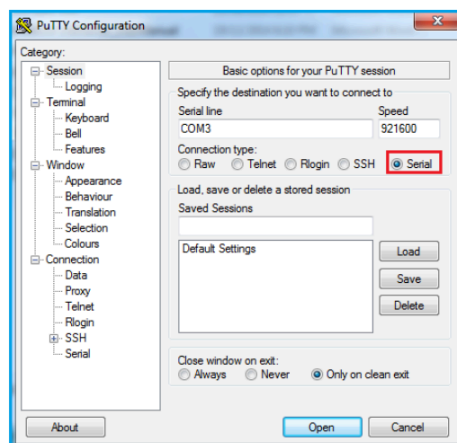 PuTTY Configuration
Category:
Session
Logging
Terminal
Keyboard
Bell
Features
Window
Appearance
Behaviour
Translation
Selection
Colours
Connection
Data
Proxy
Telnet
Rlogin
SSH
Serial
Basic options for your PuTTY session
Specify the destination you want to connect to
Serial line Speed
COM3 921600
Connection type:
Raw Telnet Rlogin SSH Serial
Load, save or delete a stored session
Saved Sessions
Default Settings
Load
Save
Delete
Close window on exit:
Always Never Only on clean exit
About Open Cancel